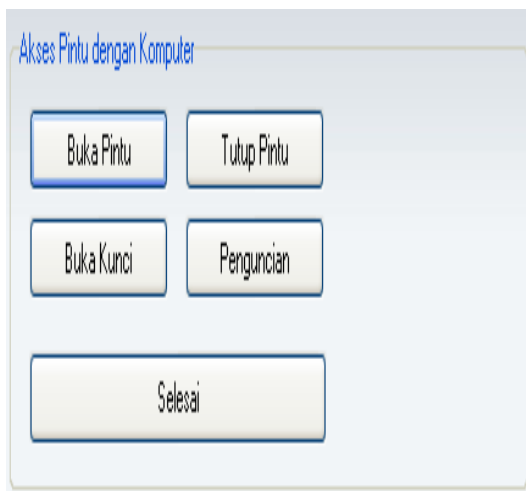 Akses Pintu dengan Komputer
Buka Pintu Tutup Pintu
Buka Kunci Penguncian
Selesai